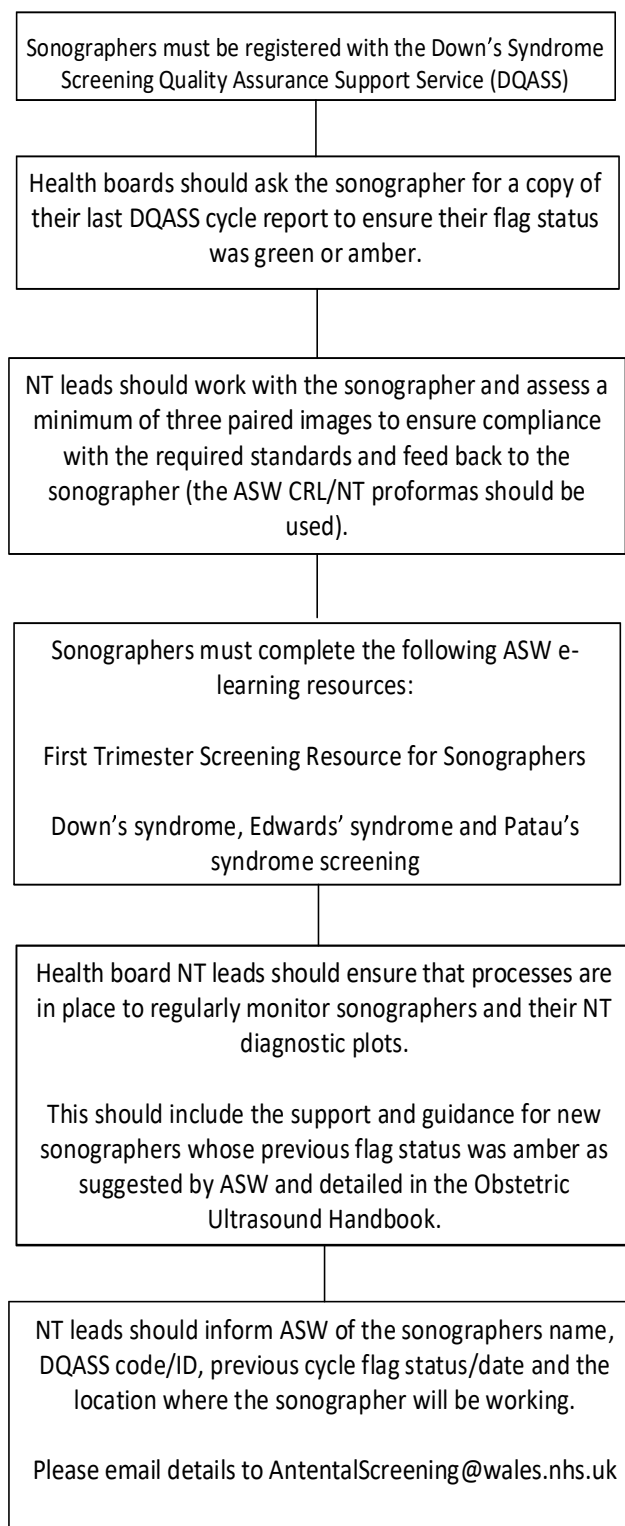 Sonographers must be registered with the Down’s Syndrome
Screening Quality Assurance Support Service (DQASS)
Health boards should ask the sonographer for a copy of
their last DQASS cycle report to ensure their flag status
was green or amber.
NT leads should work with the sonographer and assess a
minimum of three paired images to ensure compliance
with the required standards and feed back to the
sonographer (the ASW CRL/NT proformas should be
used).
Sonographers must complete the following ASW e-
learning resources:
First Trimester Screening Resource for Sonographers
Down’s syndrome, Edwards’ syndrome and Patau’s
syndrome screening
Health board NT leads should ensure that processes are
in place to regularly monitor sonographers and their NT
diagnostic plots.
This should include the support and guidance for new
sonographers whose previous flag status was amber as
suggested by ASW and detailed in the Obstetric
Ultrasound Handbook.
NT leads should inform ASW of the sonographers name,
DQASS code/ID, previous cycle flag status/date and the
location where the sonographer will be working.
Please email details to AntentalScreening@wales.nhs.uk